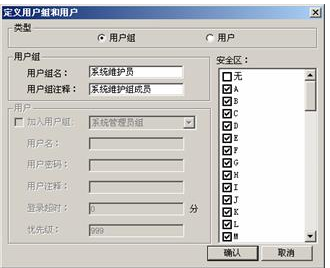 定义用户组和用户
类型
用户组
用户
用户组
用户组名：
系统维护员
用户组注释：
系统维护组成员
用户
加入用户组：
系统管理员组
用户名：
用户密码：
用户注释：
登录超时：
0
分
优先级：
999
安全区：
无
A
B
C
D
E
F
G
H
I
J
K
L
M
确认
取消